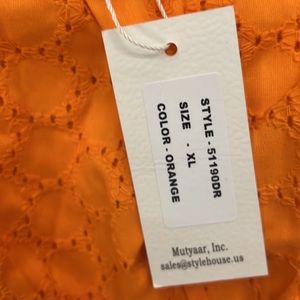 STYLE - 51190DR
SIZE - XL
COLOR - ORANGE
Mutyaar, Inc.
sales@stylehouse.us